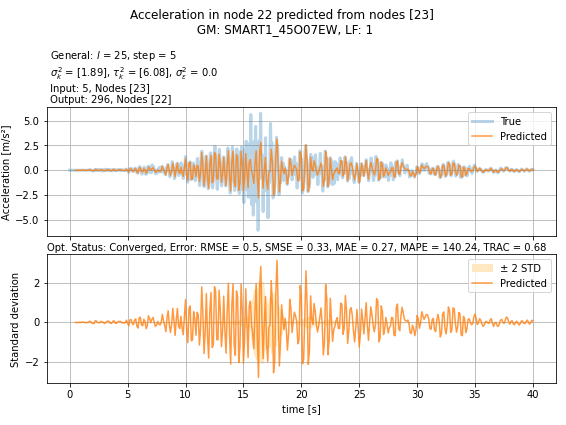 Acceleration in node 22 predicted from nodes [23]
GM: SMART1_45O07EW, LF: 1
General: l = 25, step = 5
σ²ₖ = [1.89], τ²ₖ = [6.08], σ²ε = 0.0
Input: 5, Nodes [23]
Output: 296, Nodes [22]
Acceleration [m/s²]
5.0
2.5
0.0
−2.5
−5.0
True
Predicted
Opt. Status: Converged, Error: RMSE = 0.5, SMSE = 0.33, MAE = 0.27, MAPE = 140.24, TRAC = 0.68
Standard deviation
2
0
−2
± 2 STD
Predicted
0 5 10 15 20 25 30 35 40
time [s]